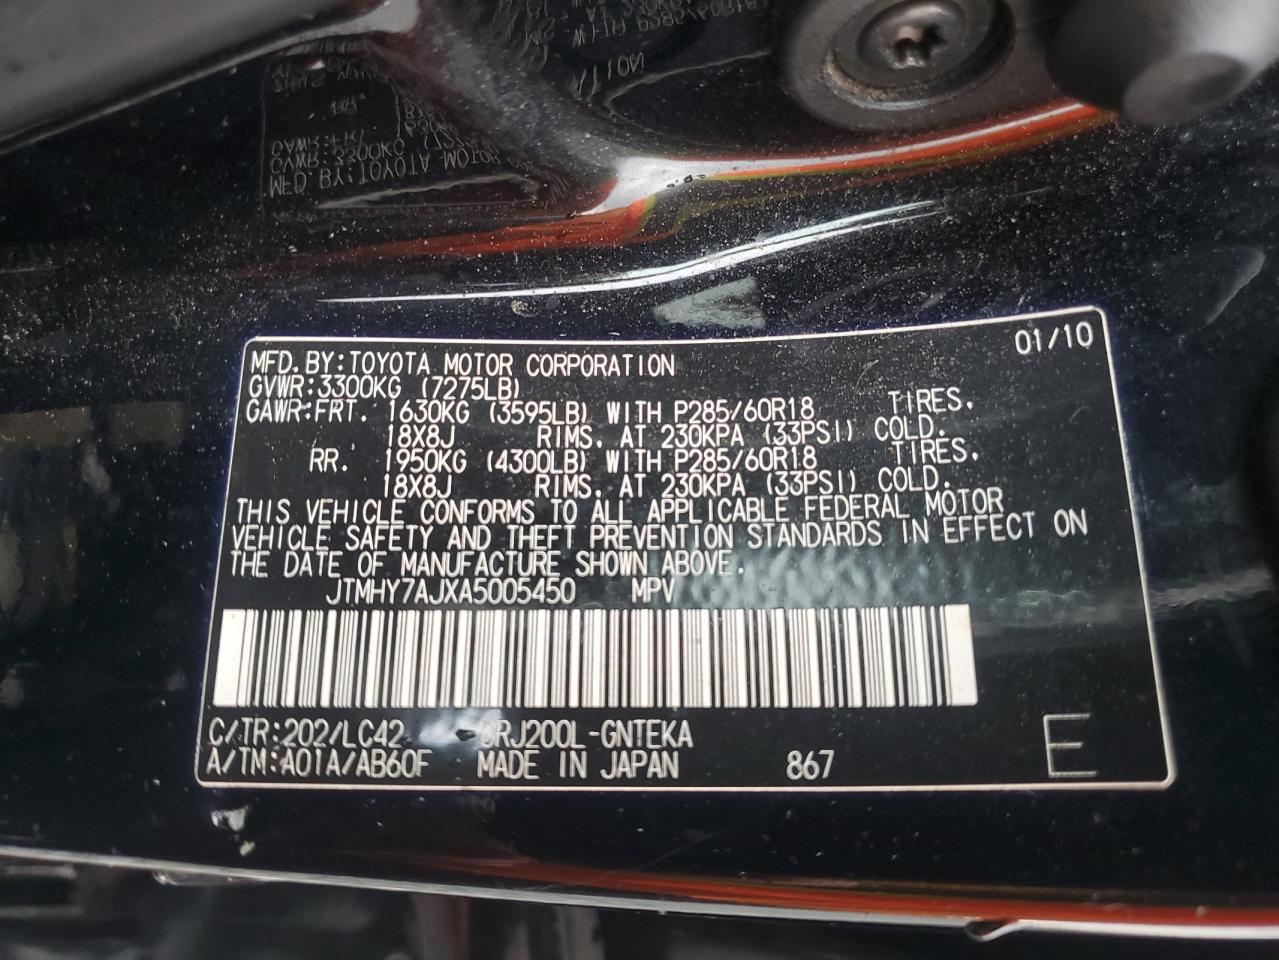 01/10
MFD.BY:TOYOTA MOTOR CORPORATION
GVWR:3300KG (7275LB)
GAWR:FRT. 1630KG (3595LB) WITH P285/60R18 TIRES.
18X8J RIMS. AT 230KPA (33PSI) COLD.
RR. 1950KG (4300LB) WITH P285/60R18 TIRES.
18X8J RIMS. AT 230KPA (33PSI) COLD.
THIS VEHICLE CONFORMS TO ALL APPLICABLE FEDERAL MOTOR
VEHICLE SAFETY AND THEFT PREVENTION STANDARDS IN EFFECT ON
THE DATE OF MANUFACTURE SHOWN ABOVE.
JTMHY7AJXA5005450 MPV
C/TR:202/LC42 RJ200L-GNTEKA
A/TM:A01A/AB60F MADE IN JAPAN 867
E